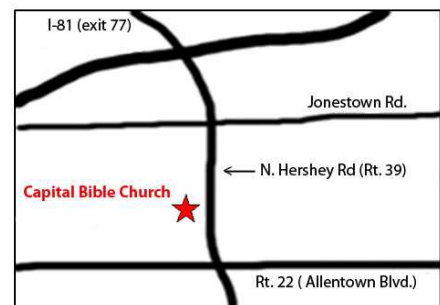 I-81 (exit 77)
Jonestown Rd.
N. Hershey Rd (Rt. 39)
Capital Bible Church
Rt. 22 ( Allentown Blvd.)